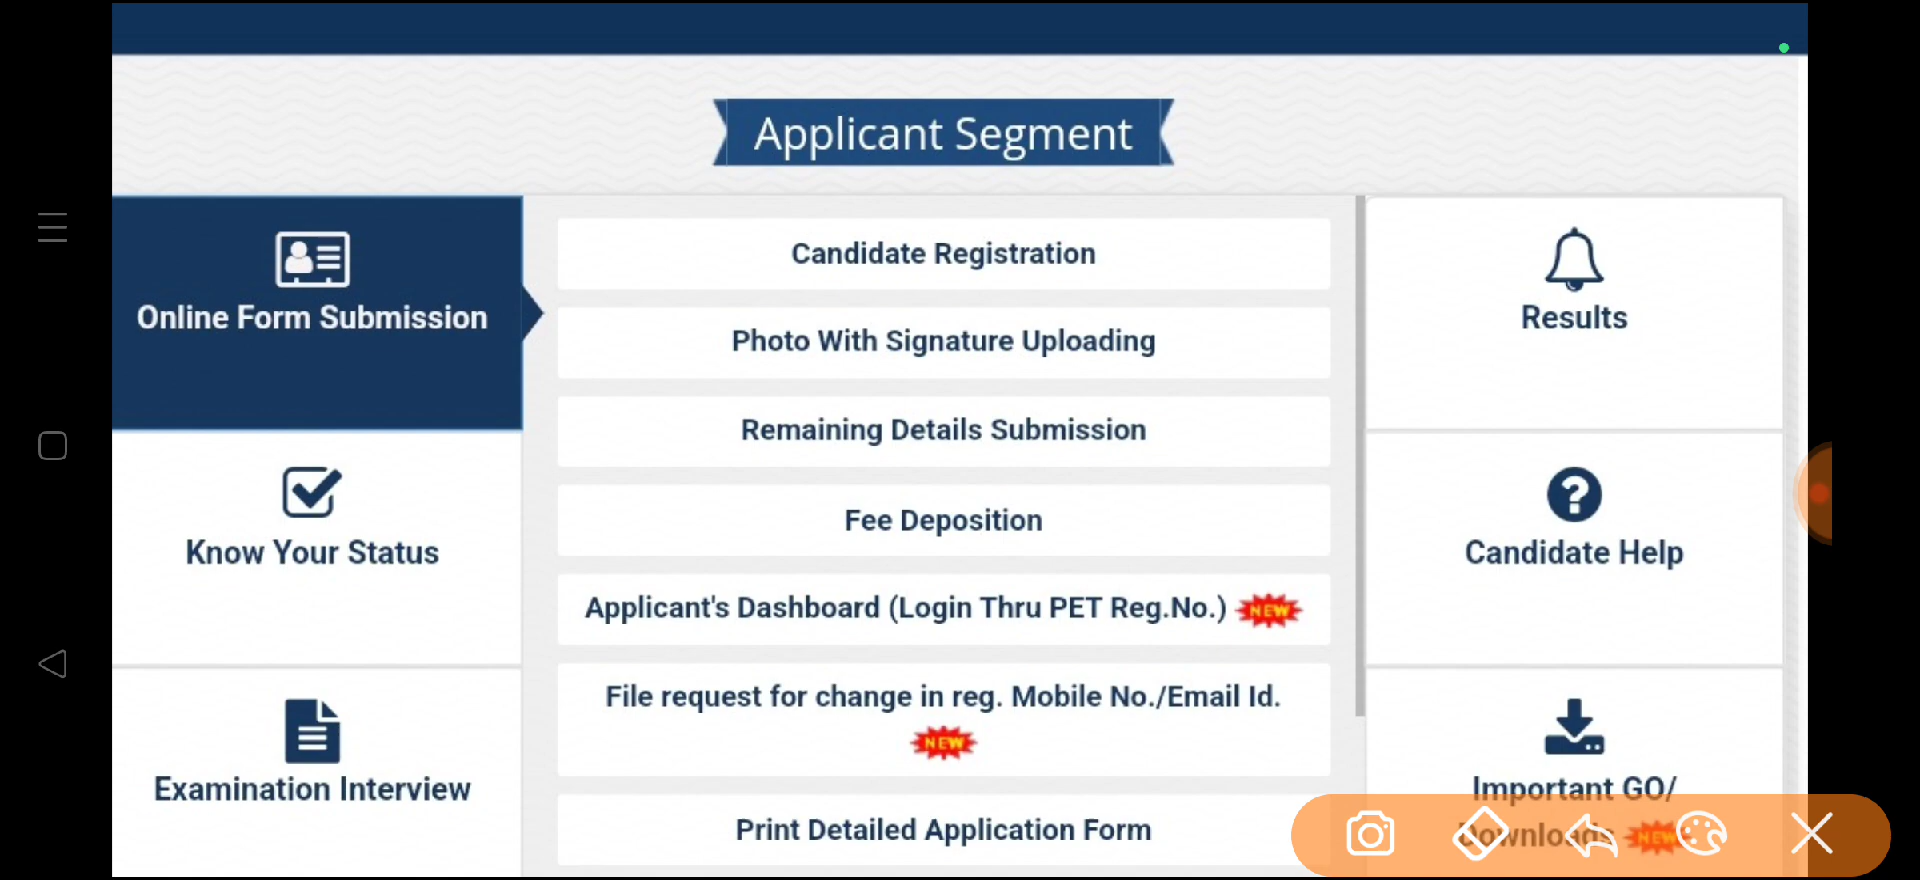 Applicant Segment
Online Form Submission
Know Your Status
Examination Interview
Candidate Registration
Photo With Signature Uploading
Remaining Details Submission
Fee Deposition
Applicant's Dashboard (Login Thru PET Reg.No.) NEW
File request for change in reg. Mobile No./Email Id.
NEW
Print Detailed Application Form
Results
Candidate Help
Important GO/
Downloads NEW